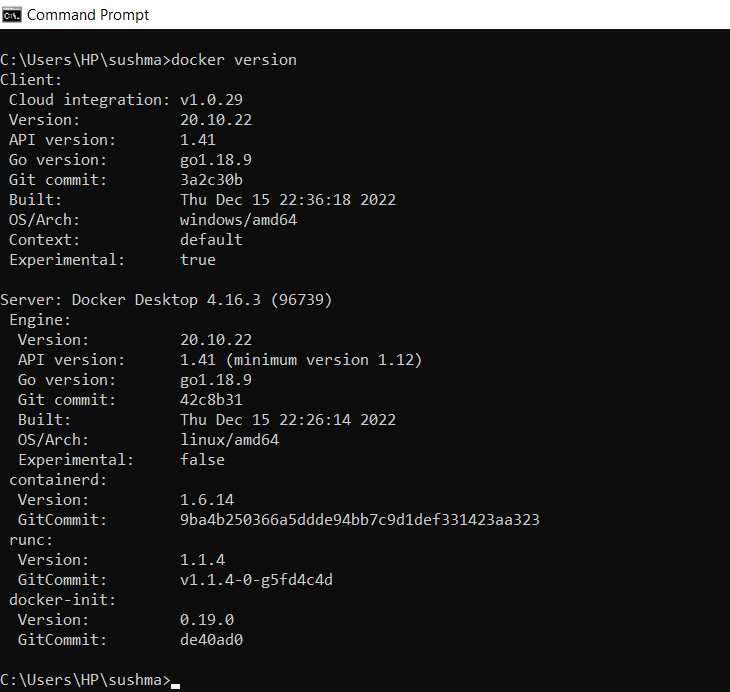 Command Prompt
C:\Users\HP\sushma>docker version
Client:
 Cloud integration: v1.0.29
 Version:           20.10.22
 API version:       1.41
 Go version:        go1.18.9
 Git commit:        3a2c30b
 Built:             Thu Dec 15 22:36:18 2022
 OS/Arch:           windows/amd64
 Context:           default
 Experimental:      true
Server: Docker Desktop 4.16.3 (96739)
 Engine:
  Version:          20.10.22
  API version:      1.41 (minimum version 1.12)
  Go version:       go1.18.9
  Git commit:       42c8b31
  Built:            Thu Dec 15 22:26:14 2022
  OS/Arch:          linux/amd64
  Experimental:     false
 containerd:
  Version:          1.6.14
  GitCommit:        9ba4b250366a5ddde94bb7c9d1def331423aa323
 runc:
  Version:          1.1.4
  GitCommit:        v1.1.4-0-g5fd4c4d
 docker-init:
  Version:          0.19.0
  GitCommit:        de40ad0
C:\Users\HP\sushma>